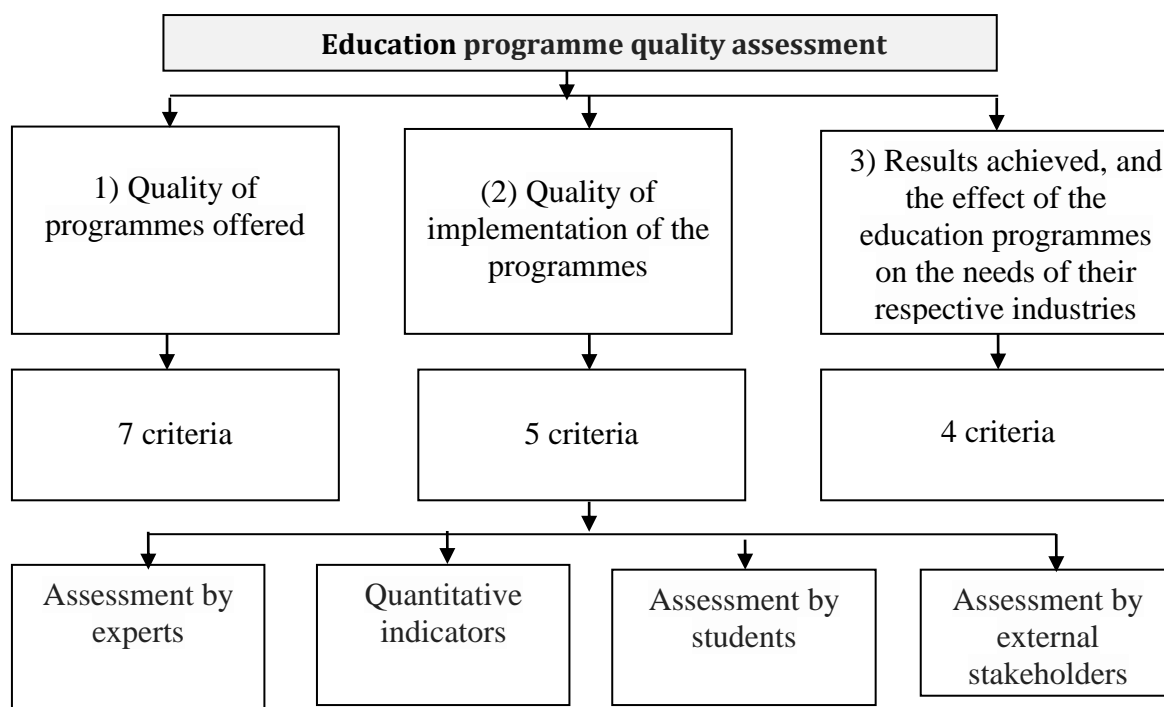 Education programme quality assessment
1) Quality of
programmes offered
(2) Quality of
implementation of the
programmes
3) Results achieved, and
the effect of the
education programmes
on the needs of their
respective industries
7 criteria
5 criteria
4 criteria
Assessment by
experts
Quantitative
indicators
Assessment by
students
Assessment by
external
stakeholders